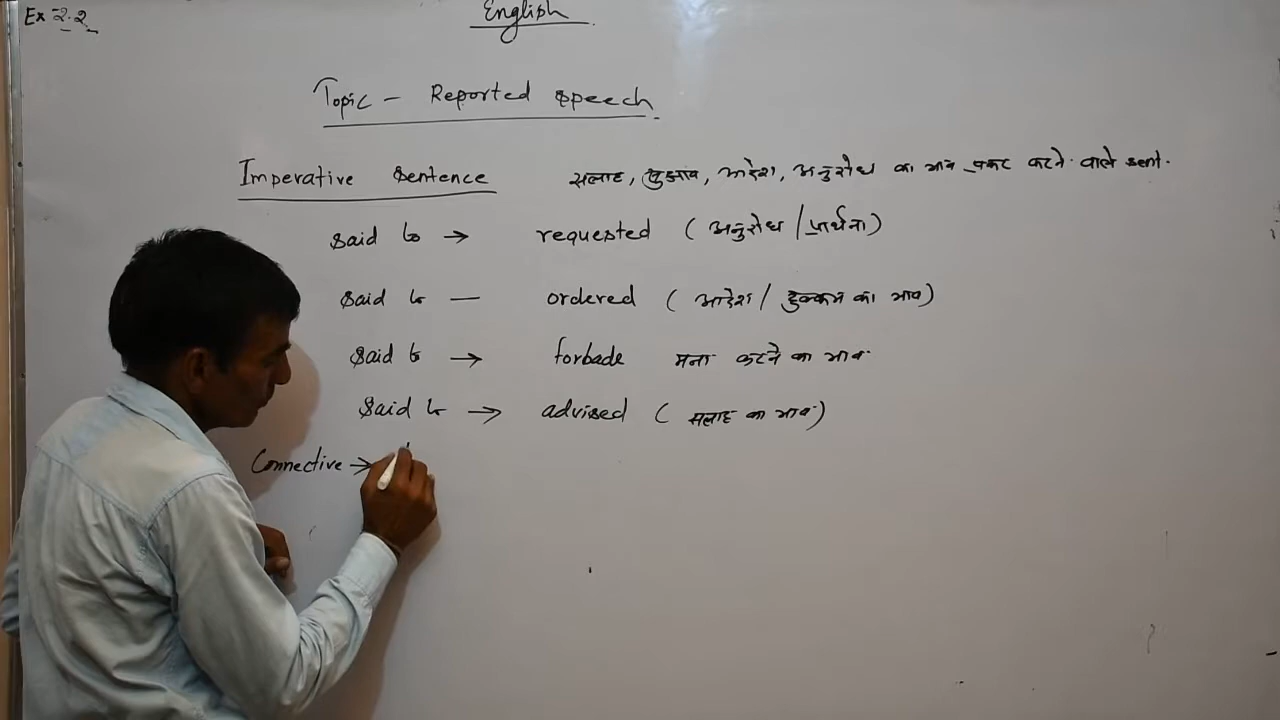 Ex 2.2
English
Topic - Reported speech
Imperative Sentence सलाह, सुझाव, आदेश, अनुरोध का भाव प्रकट करने वाले sent.
Said to → requested (अनुरोध / प्रार्थना)
Said to — ordered (आदेश / हुक्कम का भाव)
Said to → forbade मना करने का भाव
Said to → advised (सलाह का भाव)
Connective →